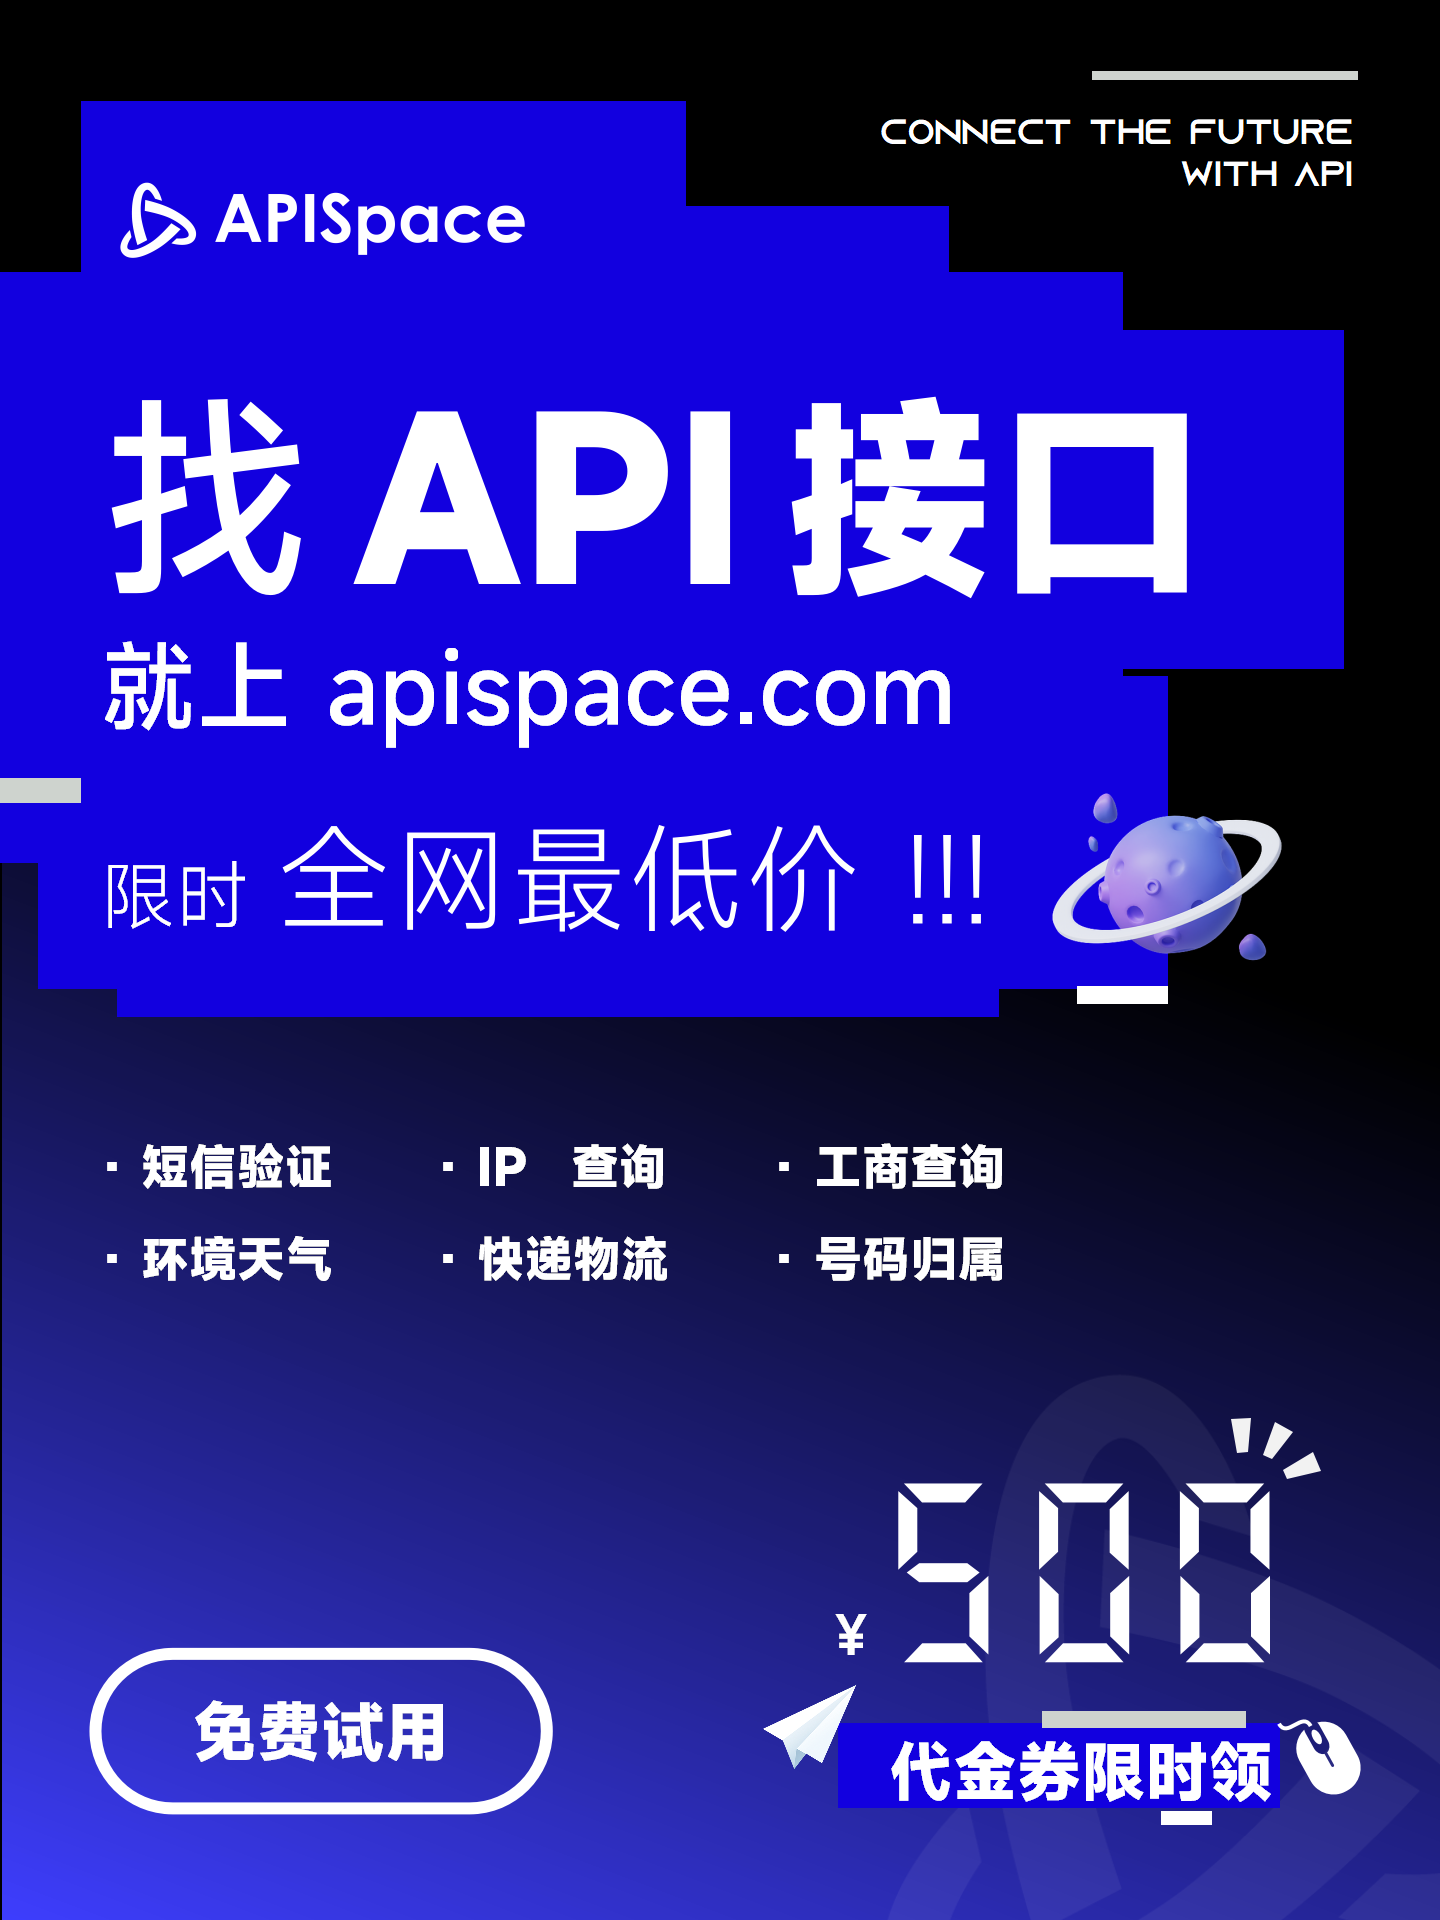 CONNECT THE FUTURE
WITH API
APISpace
找 API 接口
就上 apispace.com
限时 全网最低价 !!!
· 短信验证 · IP 查询 · 工商查询
· 环境天气 · 快递物流 · 号码归属
¥ 500
免费试用
代金券限时领